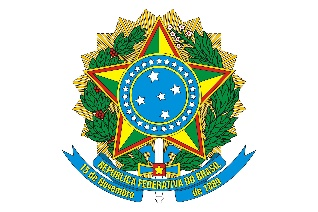 REPÚBLICA FEDERATIVA DO BRASIL
15 de Novembro
de 1889